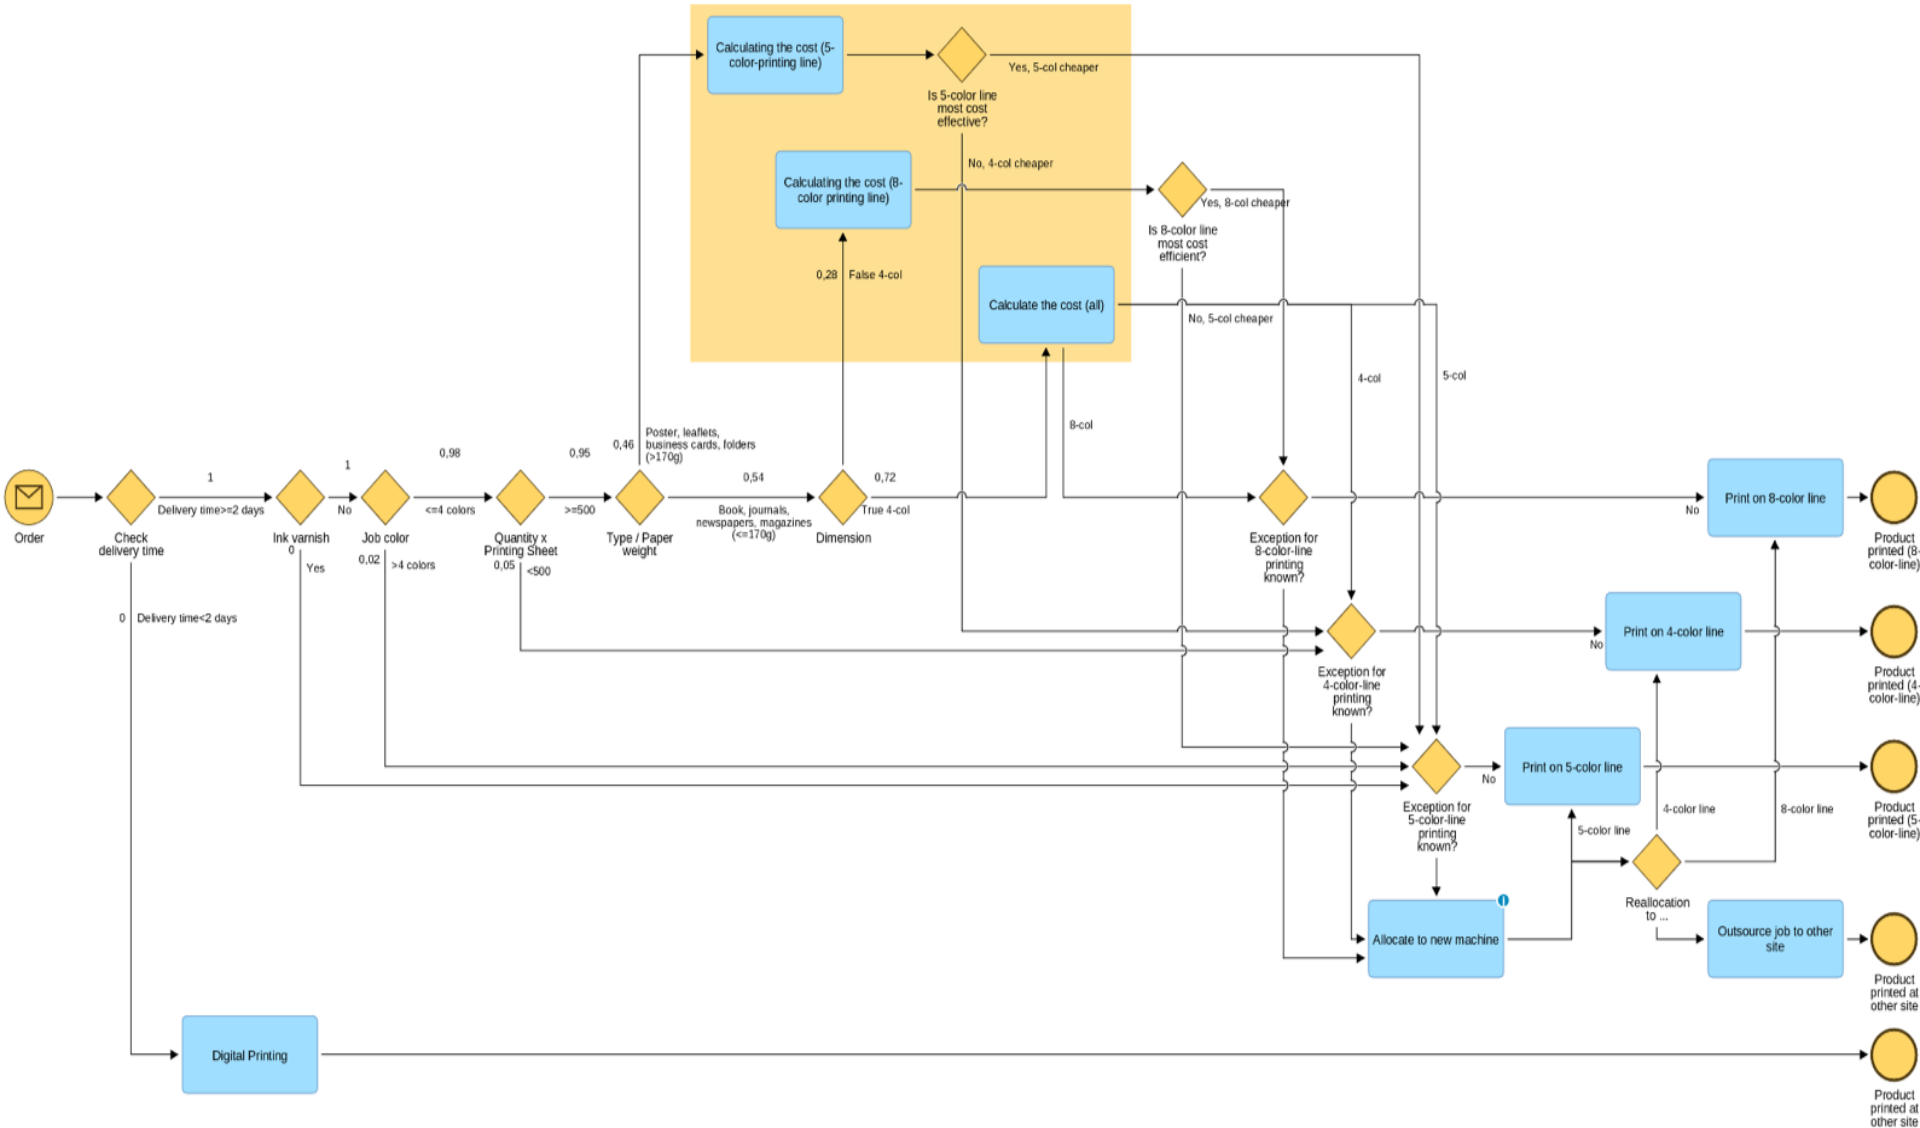 Calculating the cost (5-
color-printing line)
Yes, 5-col cheaper
Is 5-color line
most cost
effective?
No, 4-col cheaper
Calculating the cost (8-
color printing line)
Yes, 8-col cheaper
Is 8-color line
most cost
efficient?
0,28
False 4-col
Calculate the cost (all)
No, 5-col cheaper
4-col
5-col
8-col
Poster, leaflets,
business cards, folders
(>170g)
0,46
Order
Check
delivery time
1
Delivery time>=2 days
Ink varnish
0
Yes
1
No
Job color
0,02
>4 colors
0,98
<=4 colors
Quantity x
Printing Sheet
0,05
<500
0,95
>=500
Type / Paper
weight
0,54
Book, journals,
newspapers, magazines
(<=170g)
Dimension
0,72
True 4-col
Exception for
8-color-line
printing
known?
No
Print on 8-color line
Product
printed (8-
color-line)
0
Delivery time<2 days
Exception for
4-color-line
printing
known?
No
Print on 4-color line
Product
printed (4-
color-line)
Exception for
5-color-line
printing
known?
No
Print on 5-color line
Product
printed (5-
color-line)
5-color line
4-color line
8-color line
Reallocation
to ...
Allocate to new machine
Outsource job to other
site
Product
printed at
other site
Digital Printing
Product
printed at
other site